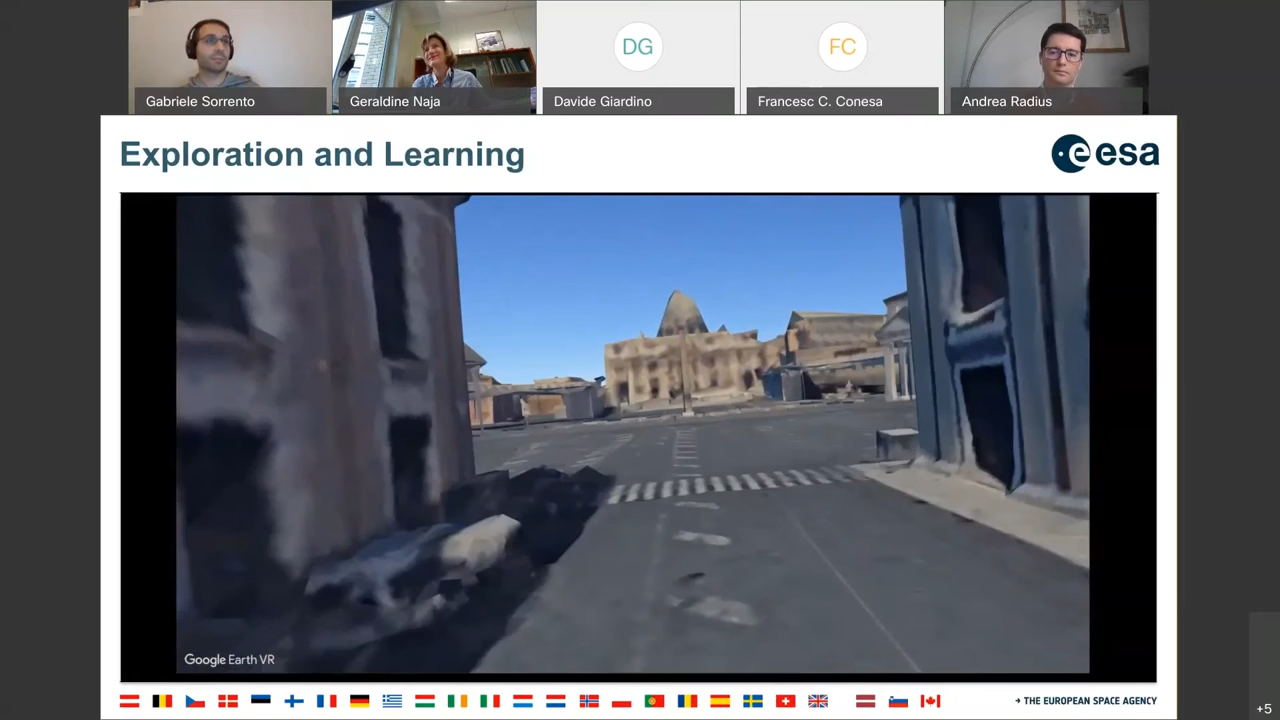 DG
FC
Gabriele Sorrento
Geraldine Naja
Davide Giardino
Francesc C. Conesa
Andrea Radius
Exploration and Learning
esa
Google Earth VR
→ THE EUROPEAN SPACE AGENCY
+5